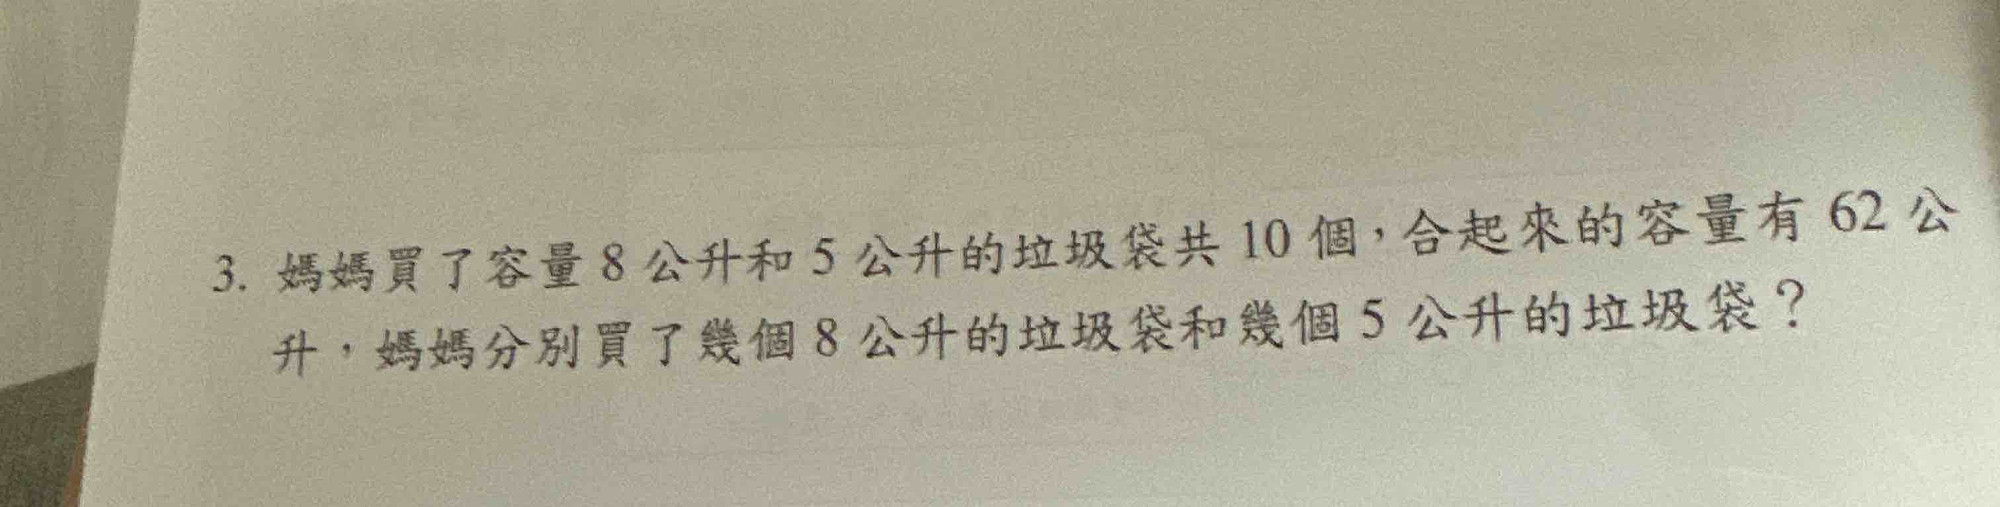 3. 媽媽買了容量 8 公升和 5 公升的垃圾袋共 10 個,合起來的容量有 62 公
升,媽媽分別買了幾個 8 公升的垃圾袋和幾個 5 公升的垃圾袋?